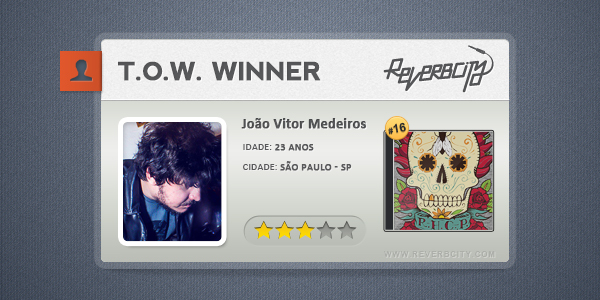 T.O.W. WINNER
REVERBCITY
João Vitor Medeiros
IDADE: 23 ANOS
CIDADE: SÃO PAULO - SP
#16
R.H.C.P.
WWW.REVERBCITY.COM